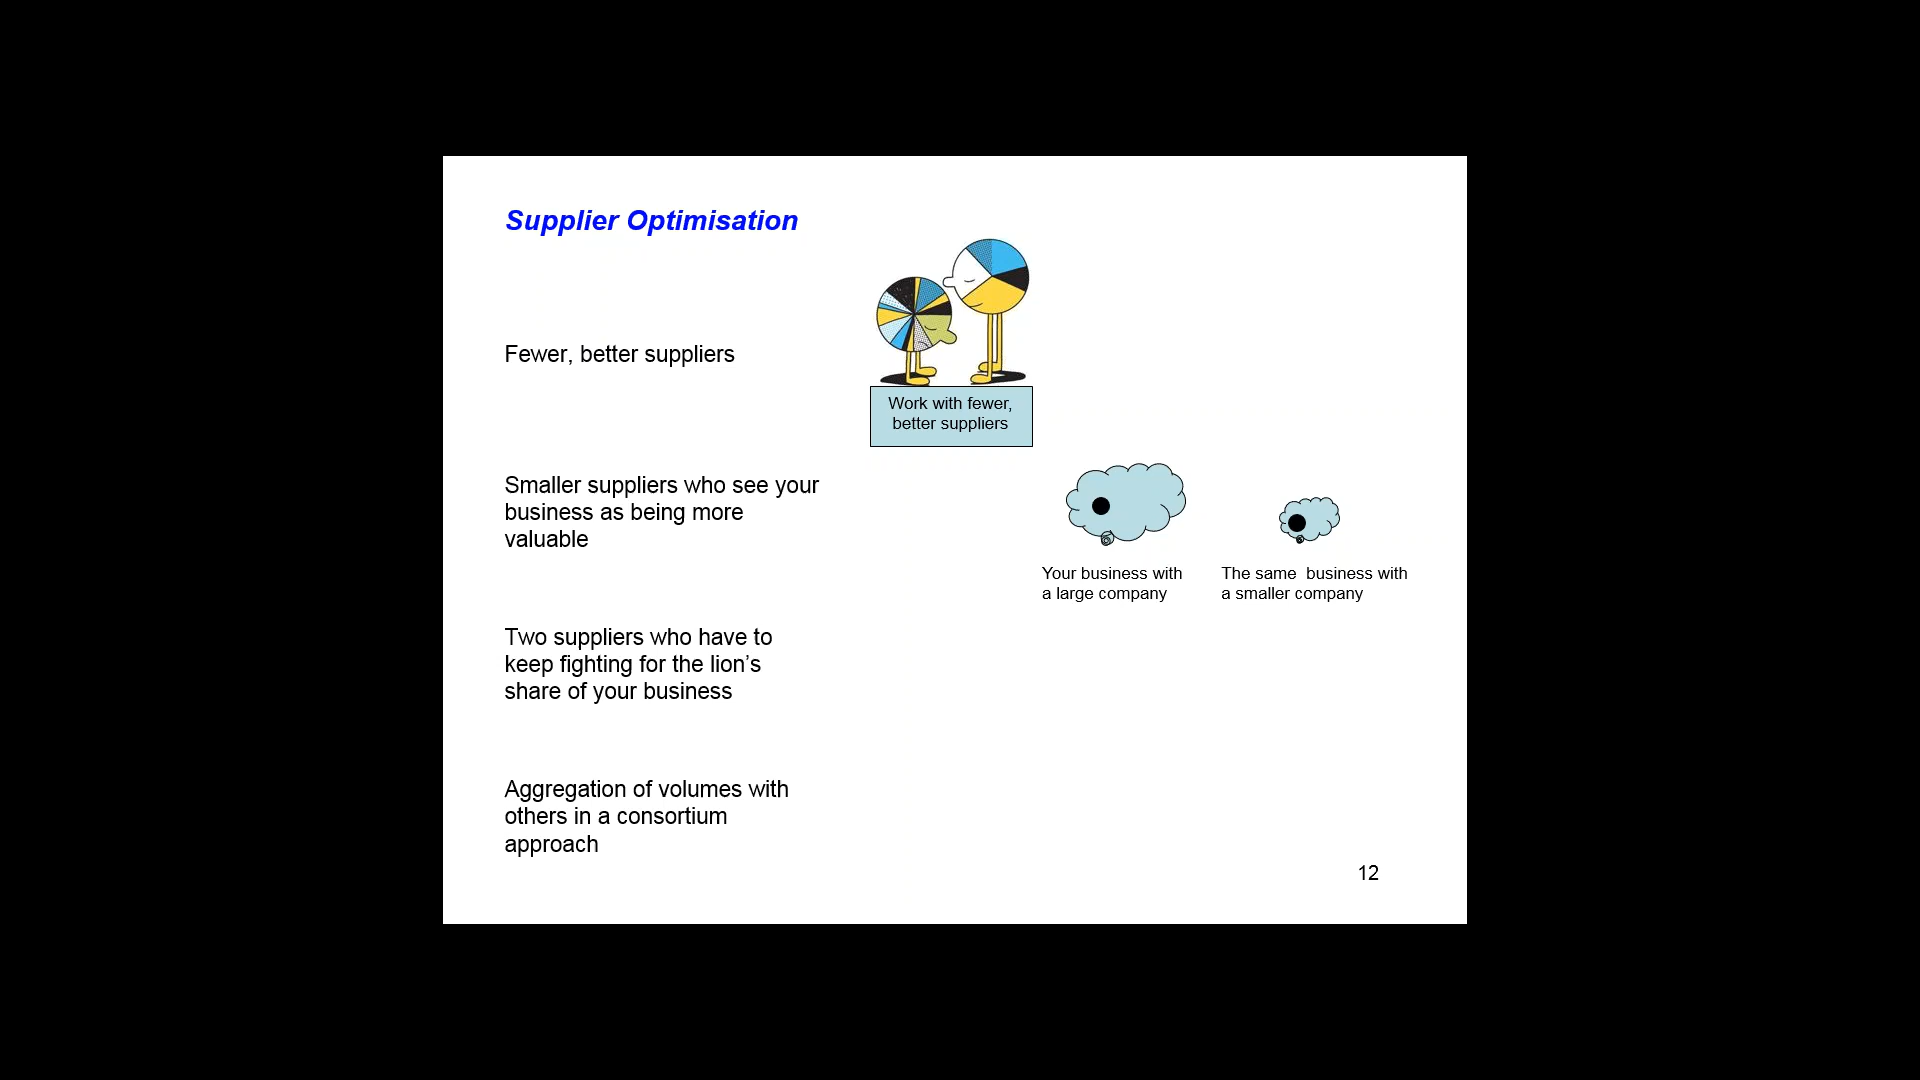 Supplier Optimisation
Fewer, better suppliers
Work with fewer,
better suppliers
Smaller suppliers who see your
business as being more
valuable
Your business with
a large company
The same  business with
a smaller company
Two suppliers who have to
keep fighting for the lion’s
share of your business
Aggregation of volumes with
others in a consortium
approach
12